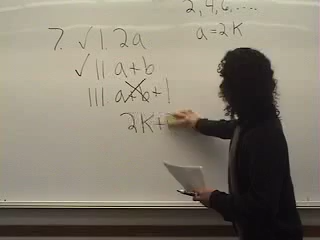 2, 4, 6, ....
a = 2K
7. ✓ I. 2a
✓ II a+b
III a+b+1
2K+